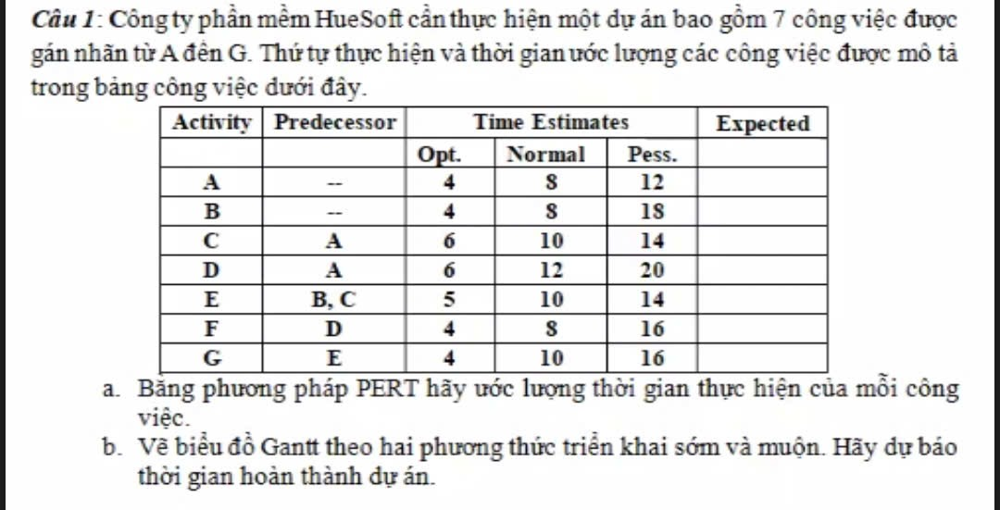 Câu 1: Công ty phần mềm HueSoft cần thực hiện một dự án bao gồm 7 công việc được
gán nhãn từ A đến G. Thứ tự thực hiện và thời gian ước lượng các công việc được mô tả
trong bảng công việc dưới đây.
Activity Predecessor Time Estimates Expected
Opt. Normal Pess.
A -- 4 8 12
B -- 4 8 18
C A 6 10 14
D A 6 12 20
E B, C 5 10 14
F D 4 8 16
G E 4 10 16
a. Bằng phương pháp PERT hãy ước lượng thời gian thực hiện của mỗi công
việc.
b. Vẽ biểu đồ Gantt theo hai phương thức triển khai sớm và muộn. Hãy dự báo
thời gian hoàn thành dự án.